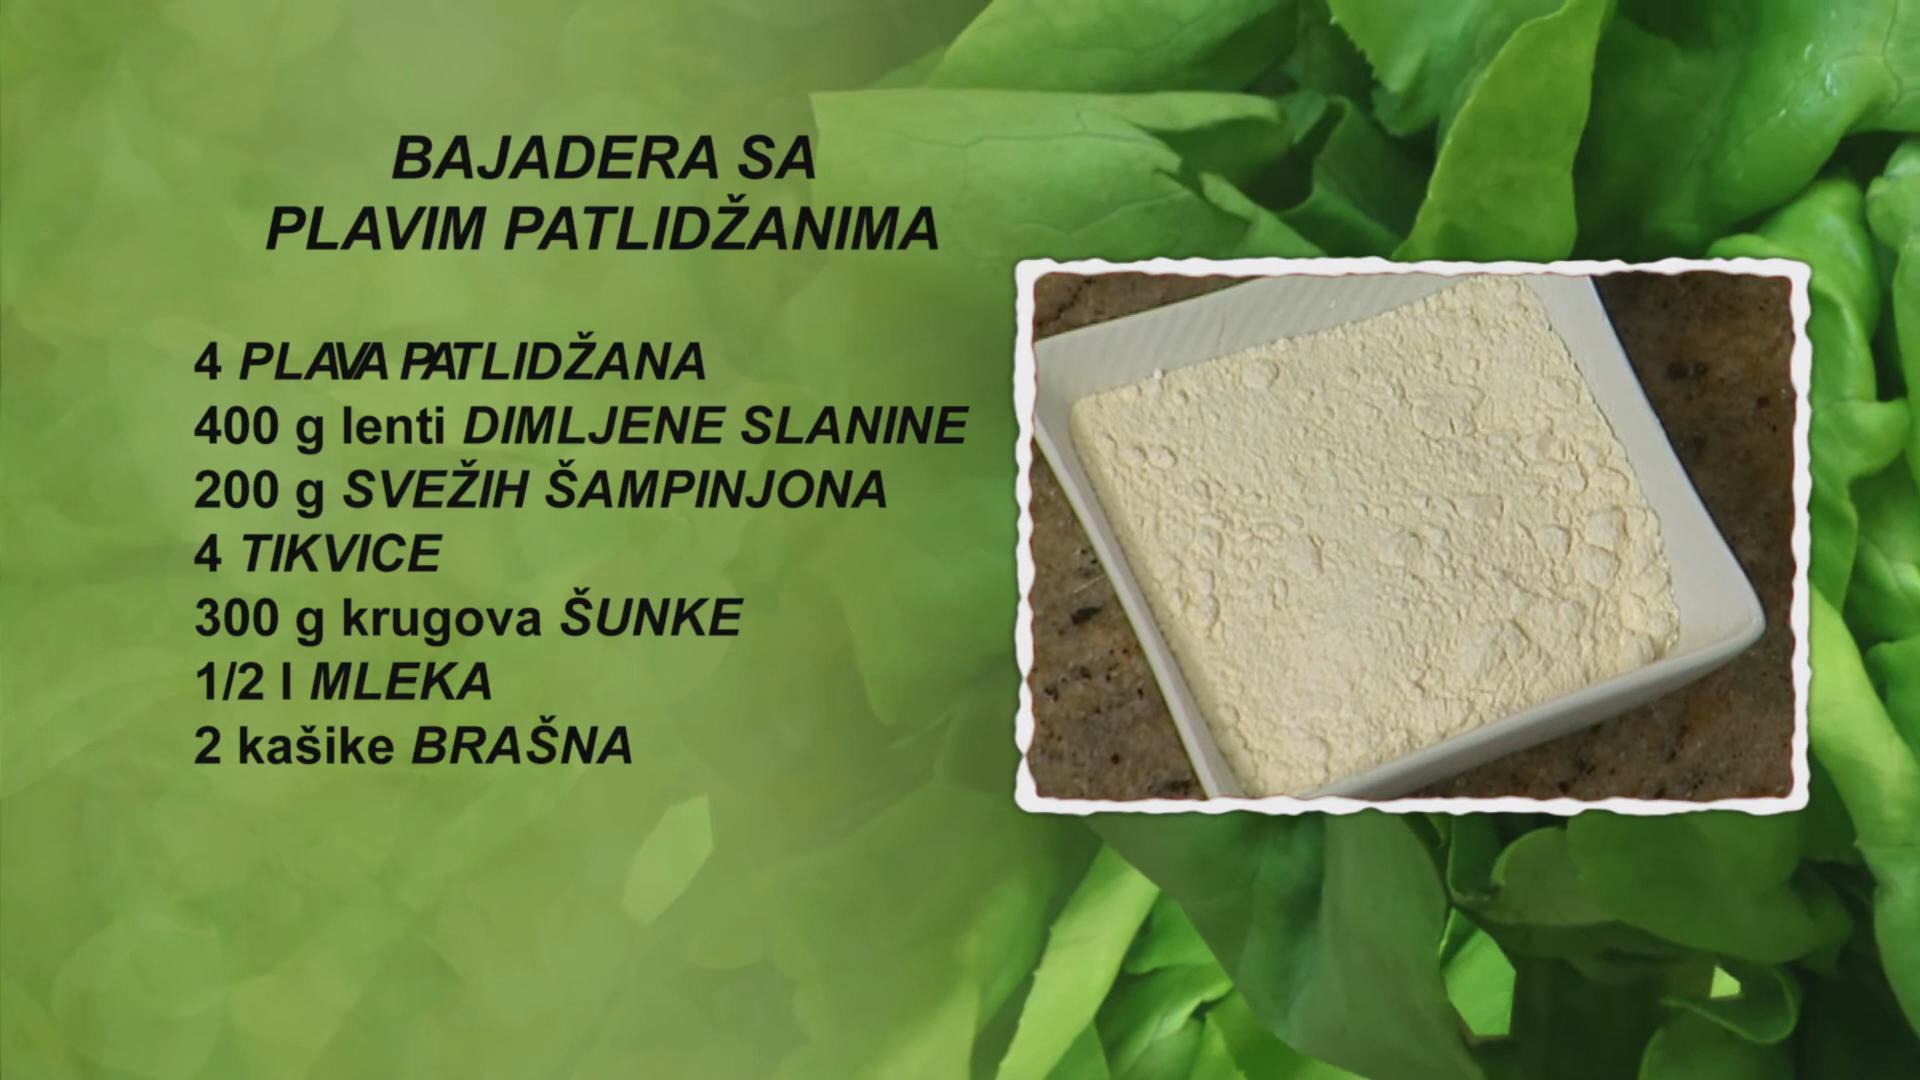 BAJADERA SA
PLAVIM PATLIDŽANIMA
4 PLAVA PATLIDŽANA
400 g lenti DIMLJENE SLANINE
200 g SVEŽIH ŠAMPINJONA
4 TIKVICE
300 g krugova ŠUNKE
1/2 l MLEKA
2 kašike BRAŠNA